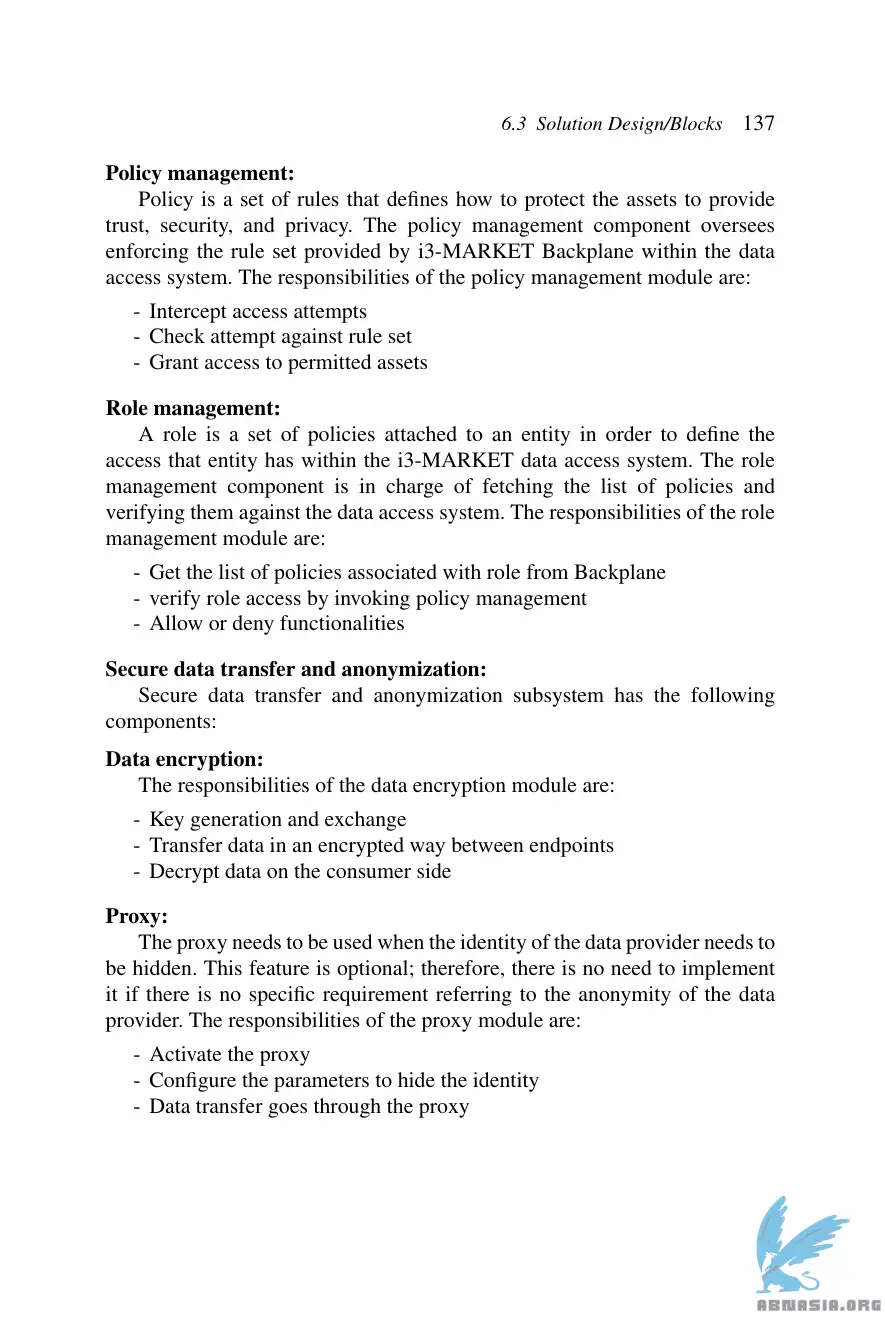 6.3 Solution Design/Blocks 137
Policy management:
Policy is a set of rules that defines how to protect the assets to provide
trust, security, and privacy. The policy management component oversees
enforcing the rule set provided by i3-MARKET Backplane within the data
access system. The responsibilities of the policy management module are:
- Intercept access attempts
- Check attempt against rule set
- Grant access to permitted assets
Role management:
A role is a set of policies attached to an entity in order to define the
access that entity has within the i3-MARKET data access system. The role
management component is in charge of fetching the list of policies and
verifying them against the data access system. The responsibilities of the role
management module are:
- Get the list of policies associated with role from Backplane
- verify role access by invoking policy management
- Allow or deny functionalities
Secure data transfer and anonymization:
Secure data transfer and anonymization subsystem has the following
components:
Data encryption:
The responsibilities of the data encryption module are:
- Key generation and exchange
- Transfer data in an encrypted way between endpoints
- Decrypt data on the consumer side
Proxy:
The proxy needs to be used when the identity of the data provider needs to
be hidden. This feature is optional; therefore, there is no need to implement
it if there is no specific requirement referring to the anonymity of the data
provider. The responsibilities of the proxy module are:
- Activate the proxy
- Configure the parameters to hide the identity
- Data transfer goes through the proxy
ABNASIA.ORG